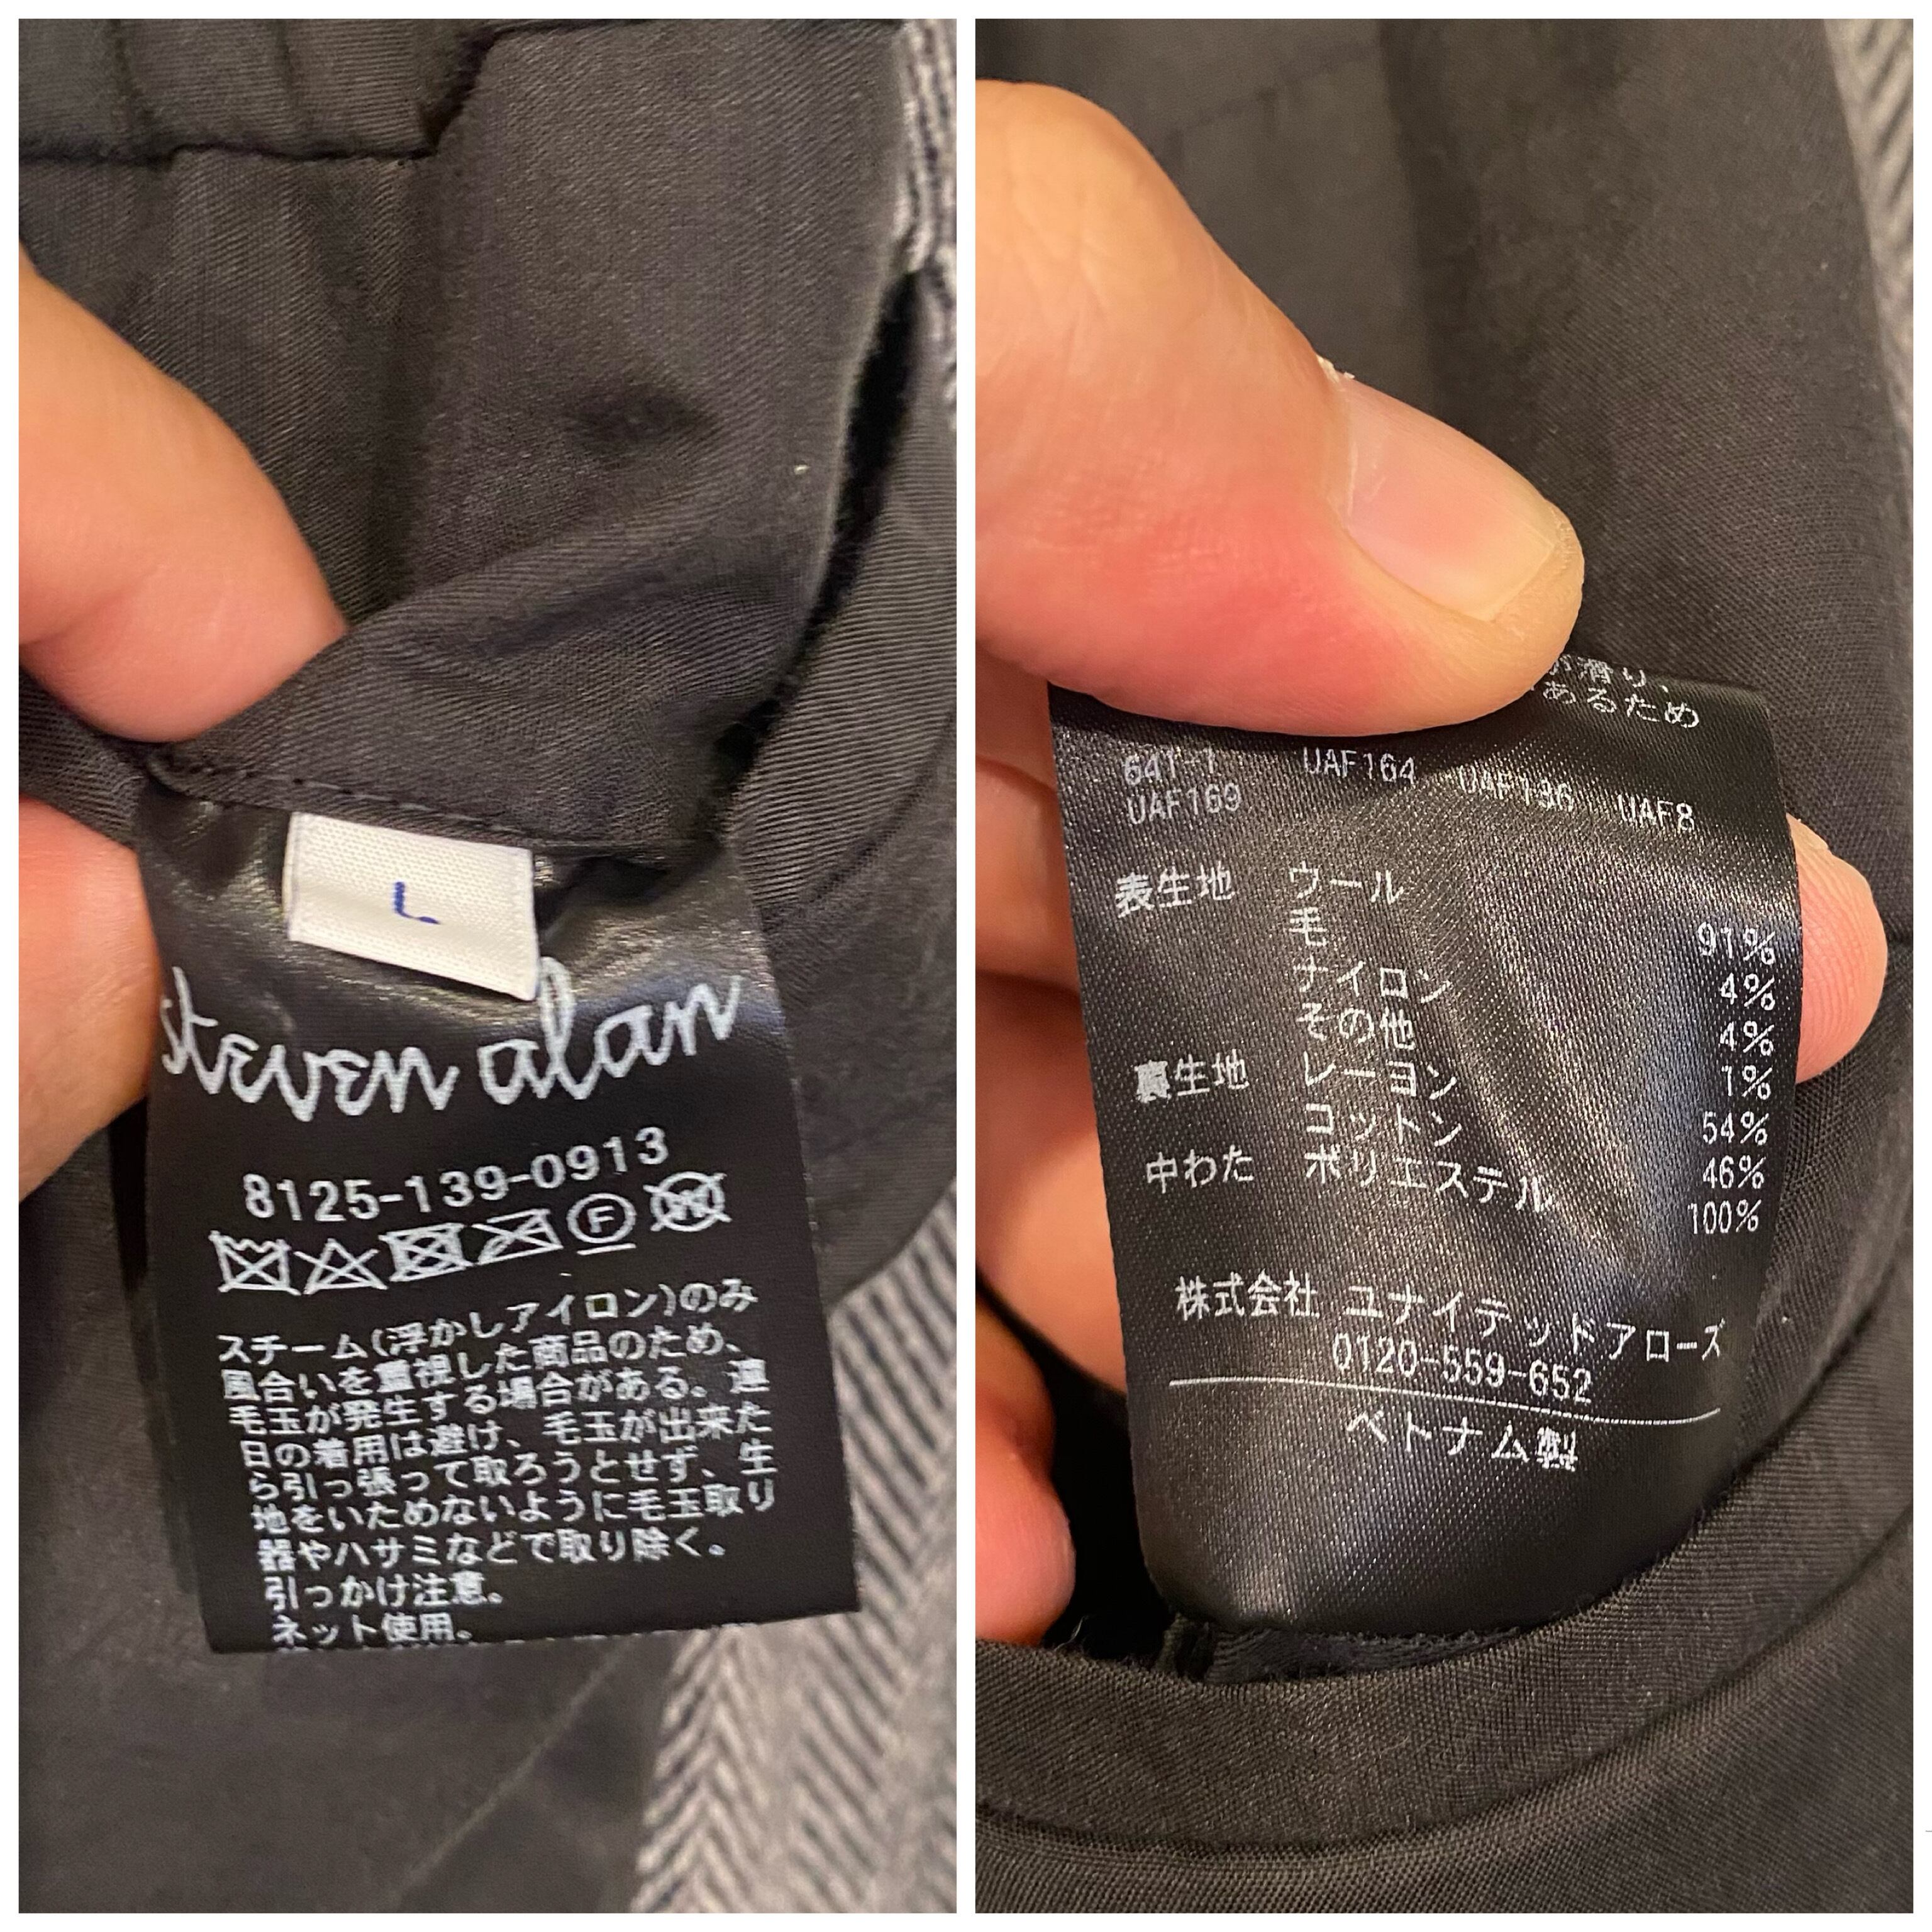 L
steven alan
8125-139-0913
F
W
スチーム(浮かしアイロン)のみ
風合いを重視した商品のため、
毛玉が発生する場合がある。連
日の着用は避け、毛玉が出来た
ら引っ張って取ろうとせず、生
地をいためないように毛玉取り
器やハサミなどで取り除く。
引っかけ注意。
ネット使用。
が滑り、
あるため
64T-1 UAF164 UAF136 UAF8
UAF169
表生地 ウール 91%
毛 4%
ナイロン 4%
その他 1%
裏生地 レーヨン 54%
コットン 46%
中わた ポリエステル 100%
株式会社 ユナイテッドアローズ
0120-559-652
ベトナム製